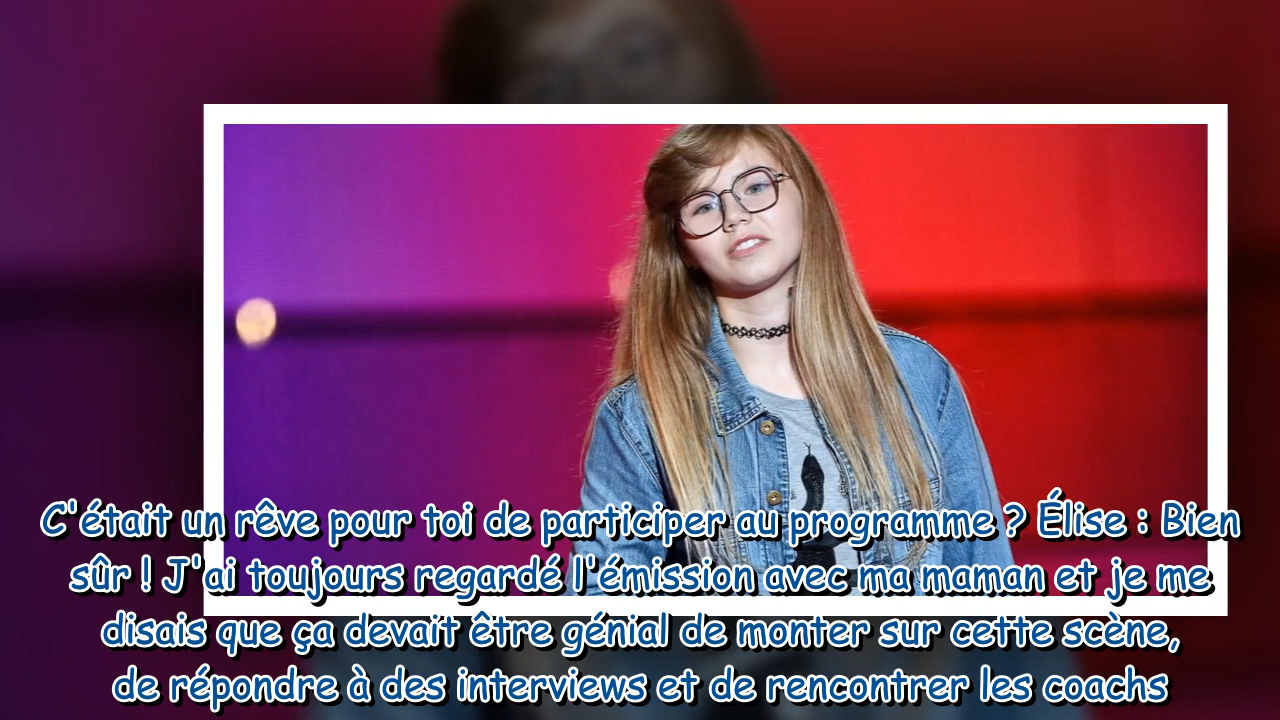 C'était un rêve pour toi de participer au programme ? Élise : Bien
sûr ! J'ai toujours regardé l'émission avec ma maman et je me
disais que ça devait être génial de monter sur cette scène,
de répondre à des interviews et de rencontrer les coachs